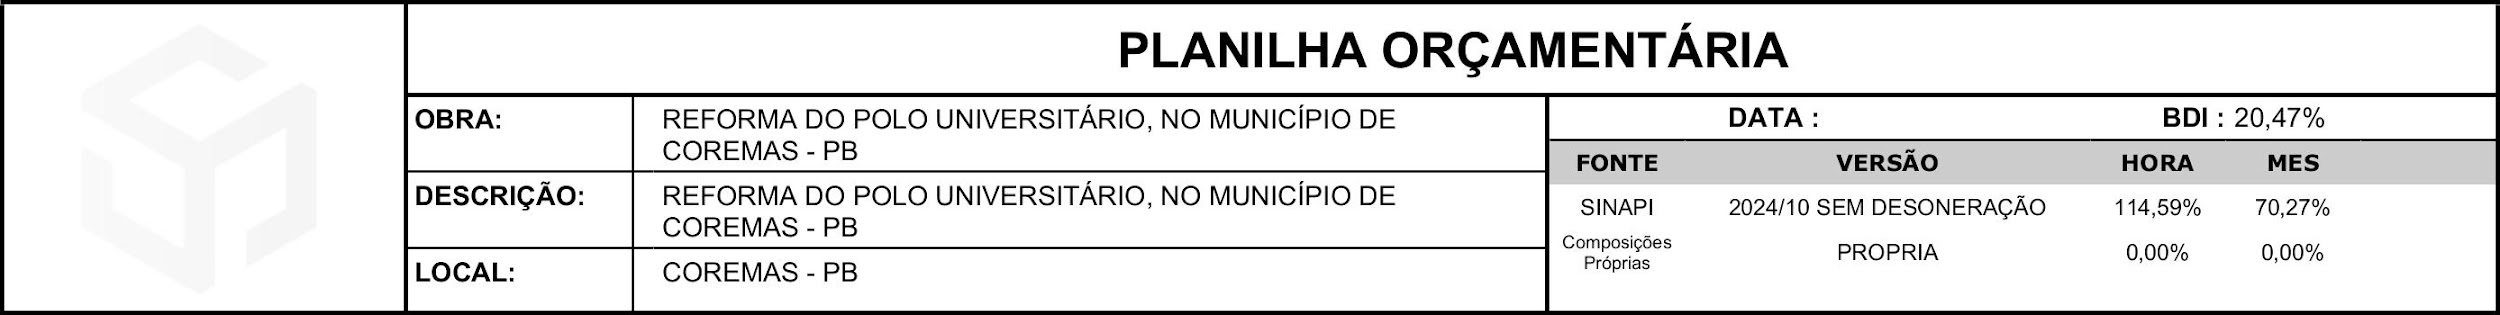 PLANILHA ORÇAMENTÁRIA
OBRA:
REFORMA DO POLO UNIVERSITÁRIO, NO MUNICÍPIO DE
COREMAS - PB
DESCRIÇÃO:
REFORMA DO POLO UNIVERSITÁRIO, NO MUNICÍPIO DE
COREMAS - PB
LOCAL:
COREMAS - PB
DATA : BDI : 20,47%
FONTE VERSÃO HORA MES
SINAPI 2024/10 SEM DESONERAÇÃO 114,59% 70,27%
Composições
Próprias
PROPRIA 0,00% 0,00%